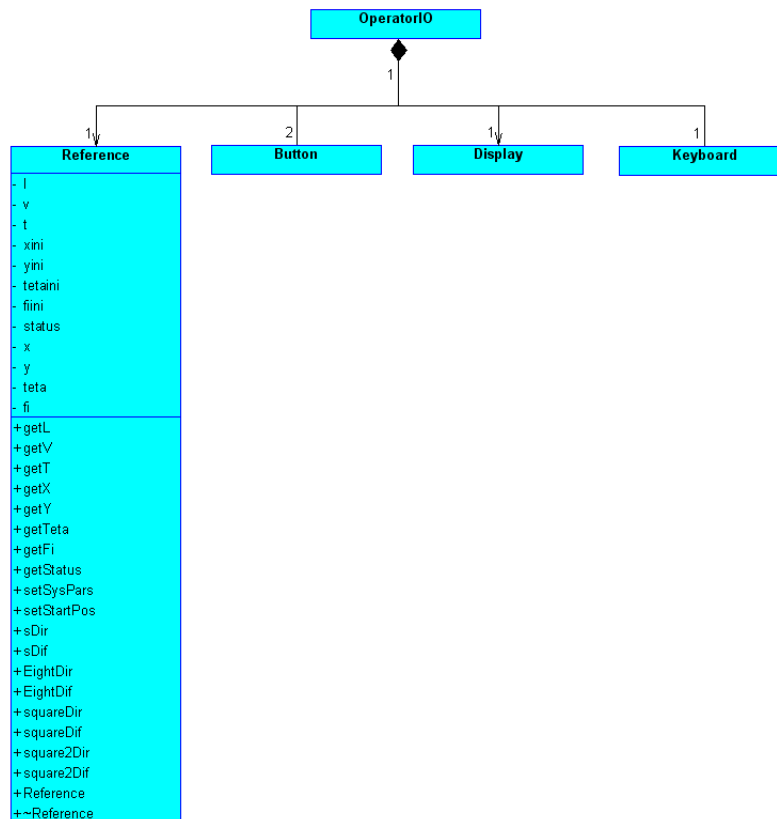 OperatorIO
1
1 2 1 1
Reference Button Display Keyboard
- l
- v
- t
- xini
- yini
- tetaini
- fiini
- status
- x
- y
- teta
- fi
+getL
+getV
+getT
+getX
+getY
+getTeta
+getFi
+getStatus
+setSysPars
+setStartPos
+sDir
+sDif
+EightDir
+EightDif
+squareDir
+squareDif
+square2Dir
+square2Dif
+Reference
+~Reference